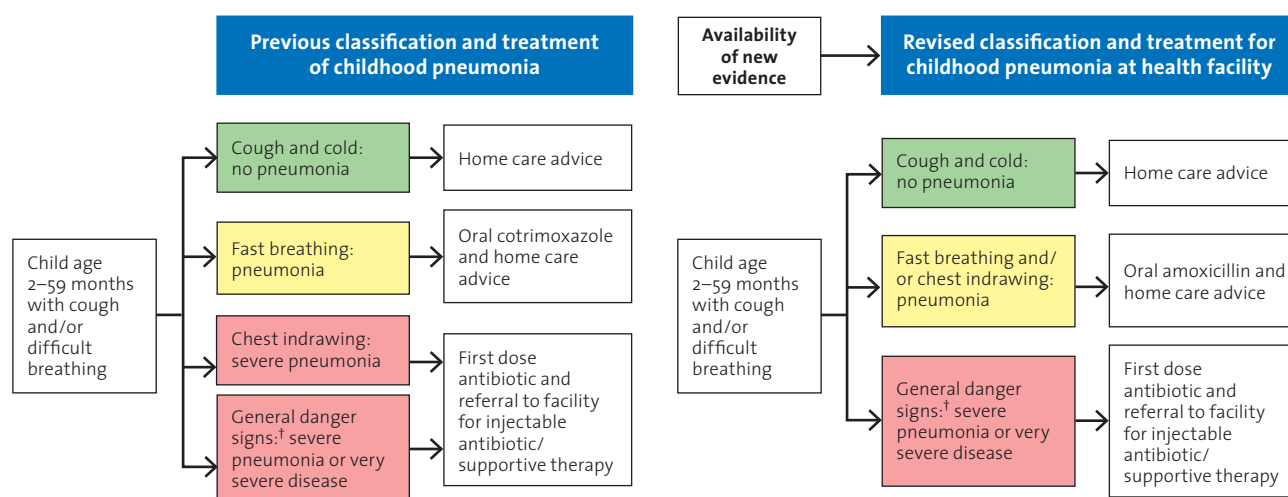 Previous classification and treatment
of childhood pneumonia
Child age
2–59 months
with cough
and/or
difficult
breathing
Cough and cold:
no pneumonia
Home care advice
Fast breathing:
pneumonia
Oral cotrimoxazole
and home care
advice
Chest indrawing:
severe pneumonia
General danger
signs:† severe
pneumonia or very
severe disease
First dose
antibiotic and
referral to facility
for injectable
antibiotic/
supportive therapy
Availability
of new
evidence
Revised classification and treatment for
childhood pneumonia at health facility
Child age
2–59 months
with cough
and/or
difficult
breathing
Cough and cold:
no pneumonia
Home care advice
Fast breathing and/
or chest indrawing:
pneumonia
Oral amoxicillin and
home care advice
General danger
signs:† severe
pneumonia or very
severe disease
First dose
antibiotic and
referral to facility
for injectable
antibiotic/
supportive therapy